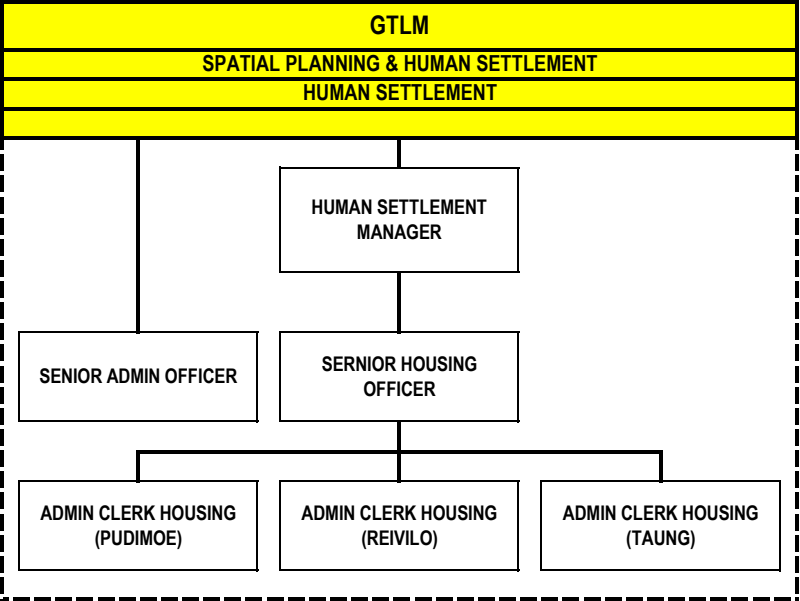 GTLM
SPATIAL PLANNING & HUMAN SETTLEMENT
HUMAN SETTLEMENT
HUMAN SETTLEMENT
MANAGER
SENIOR ADMIN OFFICER
SERNIOR HOUSING
OFFICER
ADMIN CLERK HOUSING
(PUDIMOE)
ADMIN CLERK HOUSING
(REIVILO)
ADMIN CLERK HOUSING
(TAUNG)